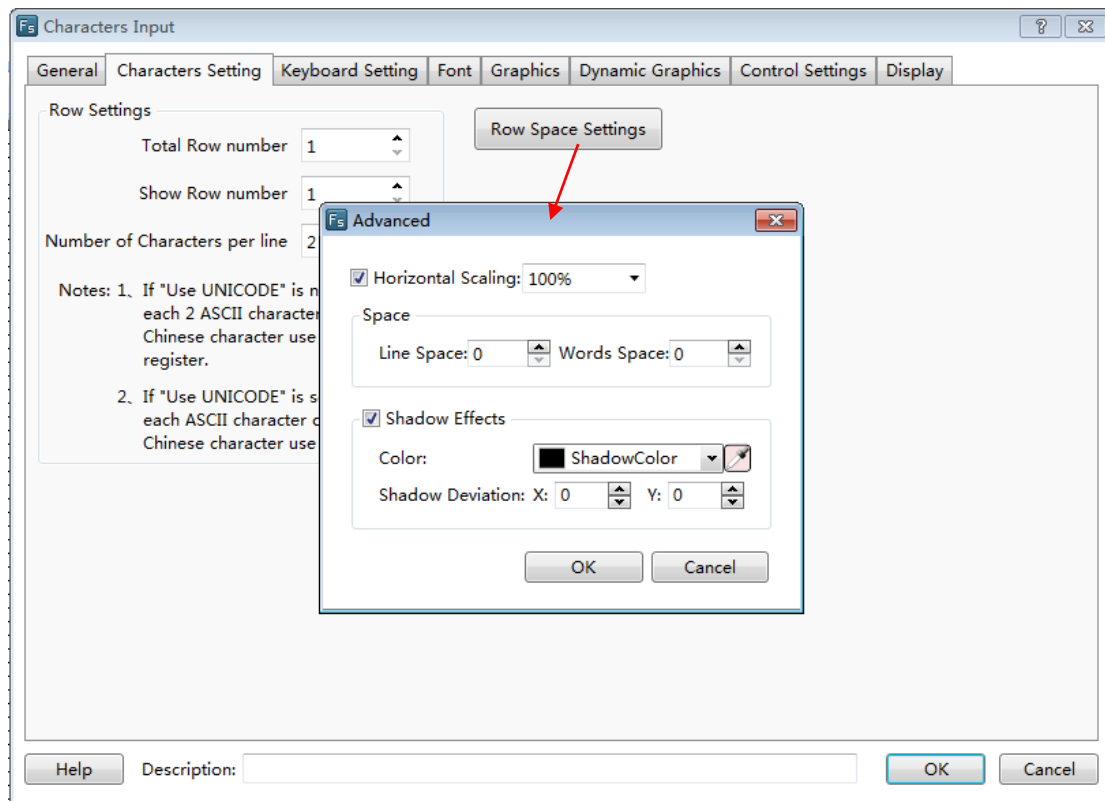 Fs Characters Input
General Characters Setting Keyboard Setting Font Graphics Dynamic Graphics Control Settings Display
Row Settings
Row Space Settings
Total Row number 1
Show Row number 1
Number of Characters per line 2
Notes: 1、If "Use UNICODE" is n
each 2 ASCII character
Chinese character use
register.
2、If "Use UNICODE" is s
each ASCII character
Chinese character use
Fs Advanced
Horizontal Scaling: 100%
Space
Line Space: 0 Words Space: 0
Shadow Effects
Color: ShadowColor
Shadow Deviation: X: 0 Y: 0
OK Cancel
Help Description: OK Cancel